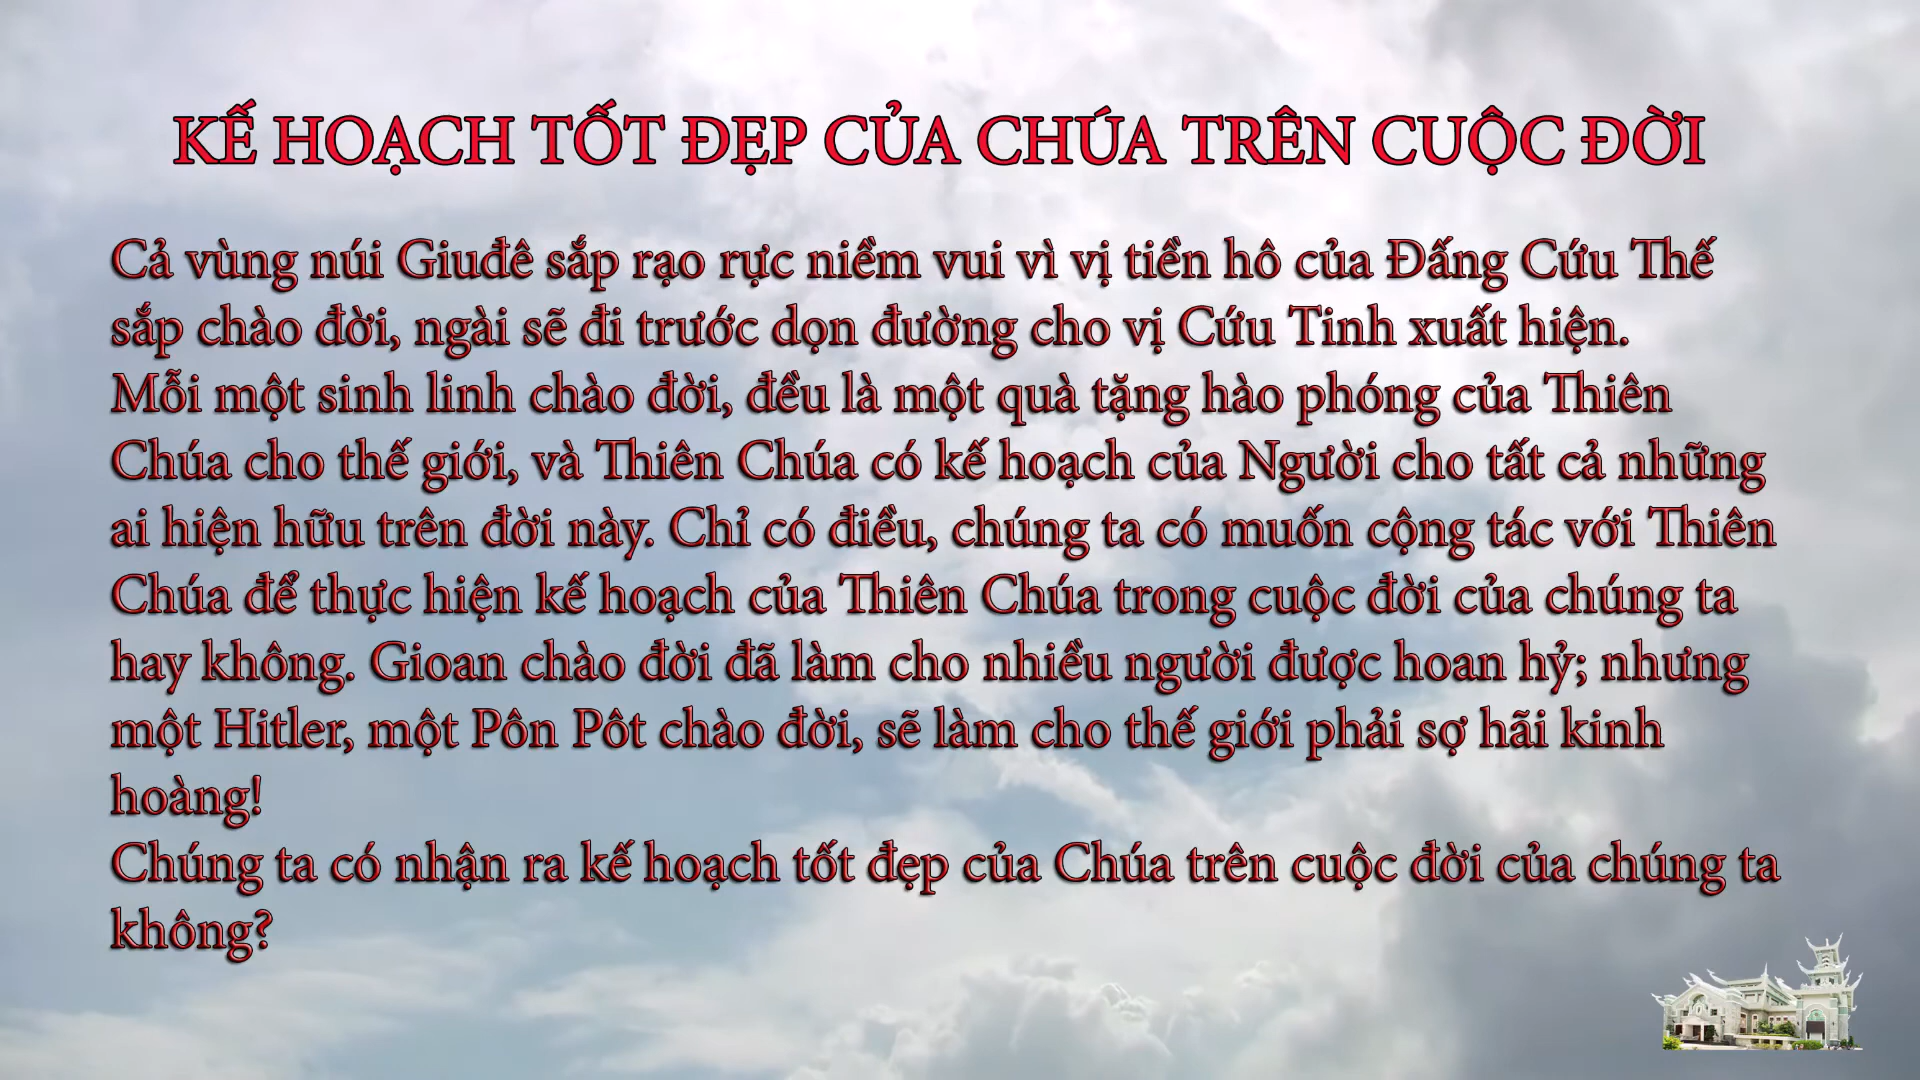 KẾ HOẠCH TỐT ĐẸP CỦA CHÚA TRÊN CUỘC ĐỜI
Cả vùng núi Giuđê sắp rạo rực niềm vui vì vị tiền hô của Đấng Cứu Thế
sắp chào đời, ngài sẽ đi trước dọn đường cho vị Cứu Tinh xuất hiện.
Mỗi một sinh linh chào đời, đều là một quà tặng hào phóng của Thiên
Chúa cho thế giới, và Thiên Chúa có kế hoạch của Người cho tất cả những
ai hiện hữu trên đời này. Chỉ có điều, chúng ta có muốn cộng tác với Thiên
Chúa để thực hiện kế hoạch của Thiên Chúa trong cuộc đời của chúng ta
hay không. Gioan chào đời đã làm cho nhiều người được hoan hỷ; nhưng
một Hitler, một Pôn Pôt chào đời, sẽ làm cho thế giới phải sợ hãi kinh
hoàng!
Chúng ta có nhận ra kế hoạch tốt đẹp của Chúa trên cuộc đời của chúng ta
không?